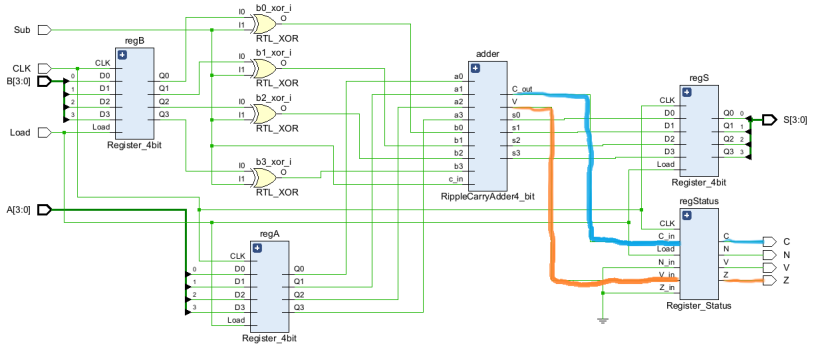 Sub
CLK
B[3:0]
Load
A[3:0]
regB
CLK
D0
D1
D2
D3
Load
Q0
Q1
Q2
Q3
0
1
2
3
Register_4bit
b0_xor_i
I0
I1
O
RTL_XOR
b1_xor_i
I0
I1
O
RTL_XOR
b2_xor_i
I0
I1
O
RTL_XOR
b3_xor_i
I0
I1
O
RTL_XOR
regA
CLK
D0
D1
D2
D3
Load
Q0
Q1
Q2
Q3
0
1
2
3
Register_4bit
adder
a0
a1
a2
a3
b0
b1
b2
b3
c_in
C_out
V
s0
s1
s2
s3
RippleCarryAdder4_bit
regS
CLK
D0
D1
D2
D3
Load
Q0
Q1
Q2
Q3
0
1
2
3
Register_4bit
S[3:0]
regStatus
CLK
C_in
Load
N_in
V_in
Z_in
C
N
V
Z
Register_Status
C
N
V
Z